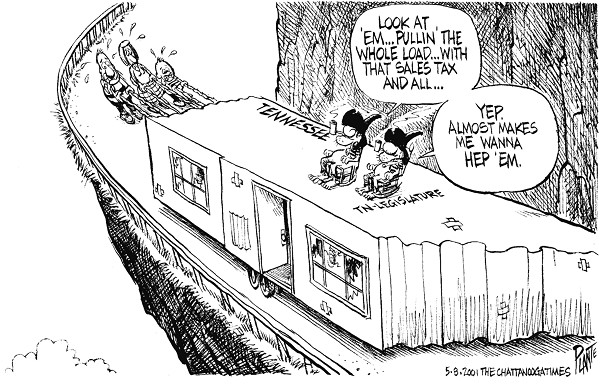 LOOK AT
'EM...PULLIN' THE
WHOLE LOAD...WITH
THAT SALES TAX
AND ALL...
YEP.
ALMOST MAKES
ME WANNA
HEP 'EM.
TENNESSEE
TN-LEGISLATURE
PLANTE
5-8-2001 THE CHATTANOOGA TIMES